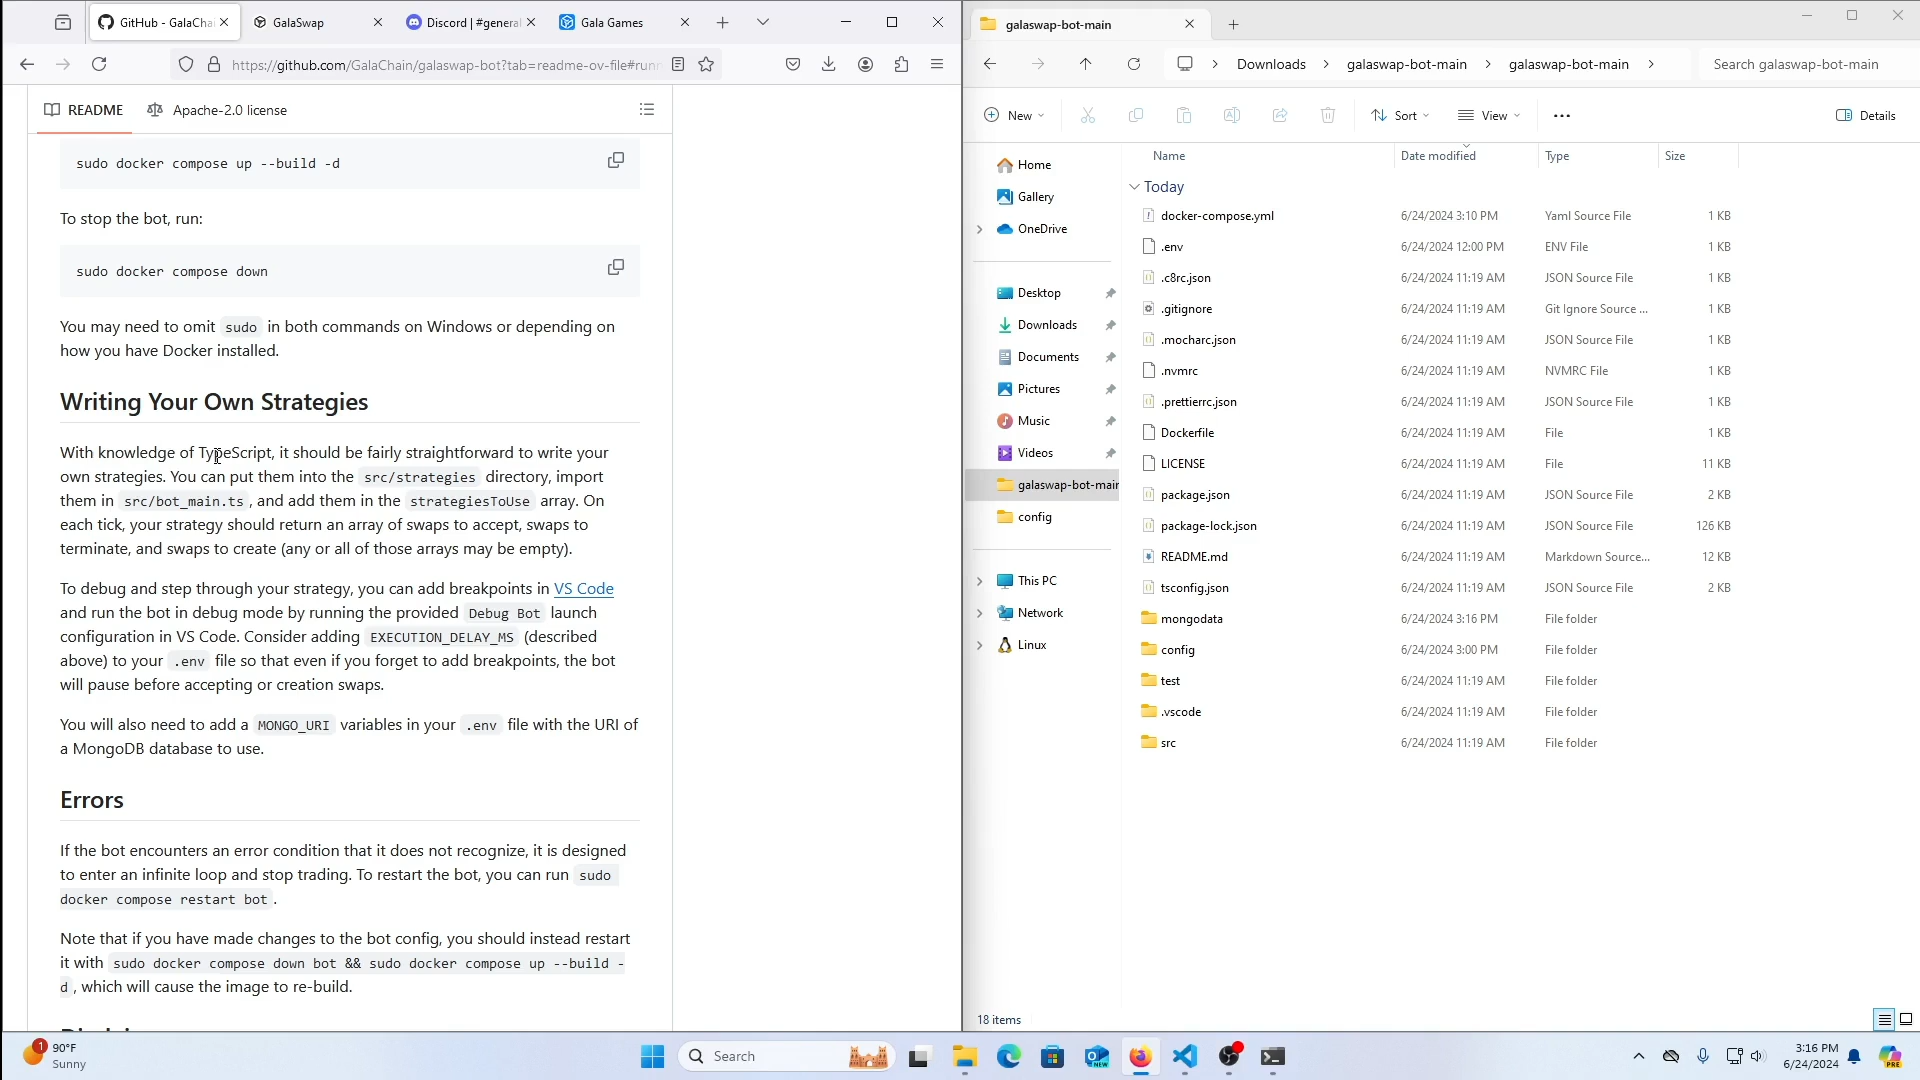 GitHub - GalaChai
GalaSwap
Discord | #general
Gala Games
https://github.com/GalaChain/galaswap-bot?tab=readme-ov-file#runn
README
Apache-2.0 license
sudo docker compose up --build -d
To stop the bot, run:
sudo docker compose down
You may need to omit sudo in both commands on Windows or depending on
how you have Docker installed.
Writing Your Own Strategies
With knowledge of TypeScript, it should be fairly straightforward to write your
own strategies. You can put them into the src/strategies directory, import
them in src/bot_main.ts, and add them in the strategiesToUse array. On
each tick, your strategy should return an array of swaps to accept, swaps to
terminate, and swaps to create (any or all of those arrays may be empty).
To debug and step through your strategy, you can add breakpoints in VS Code
and run the bot in debug mode by running the provided Debug Bot launch
configuration in VS Code. Consider adding EXECUTION_DELAY_MS (described
above) to your .env file so that even if you forget to add breakpoints, the bot
will pause before accepting or creation swaps.
You will also need to add a MONGO_URI variables in your .env file with the URI of
a MongoDB database to use.
Errors
If the bot encounters an error condition that it does not recognize, it is designed
to enter an infinite loop and stop trading. To restart the bot, you can run sudo
docker compose restart bot.
Note that if you have made changes to the bot config, you should instead restart
it with sudo docker compose down bot && sudo docker compose up --build -
d, which will cause the image to re-build.
galaswap-bot-main
Downloads > galaswap-bot-main > galaswap-bot-main >
Search galaswap-bot-main
New
Sort
View
Details
Home
Gallery
OneDrive
Desktop
Downloads
Documents
Pictures
Music
Videos
galaswap-bot-main
config
This PC
Network
Linux
Name Date modified Type Size
Today
docker-compose.yml 6/24/2024 3:10 PM Yaml Source File 1 KB
.env 6/24/2024 12:00 PM ENV File 1 KB
.c8rc.json 6/24/2024 11:19 AM JSON Source File 1 KB
.gitignore 6/24/2024 11:19 AM Git Ignore Source ... 1 KB
.mocharc.json 6/24/2024 11:19 AM JSON Source File 1 KB
.nvmrc 6/24/2024 11:19 AM NVMRC File 1 KB
.prettierrc.json 6/24/2024 11:19 AM JSON Source File 1 KB
Dockerfile 6/24/2024 11:19 AM File 1 KB
LICENSE 6/24/2024 11:19 AM File 11 KB
package.json 6/24/2024 11:19 AM JSON Source File 2 KB
package-lock.json 6/24/2024 11:19 AM JSON Source File 126 KB
README.md 6/24/2024 11:19 AM Markdown Source... 12 KB
tsconfig.json 6/24/2024 11:19 AM JSON Source File 2 KB
mongodata 6/24/2024 3:16 PM File folder
config 6/24/2024 3:00 PM File folder
test 6/24/2024 11:19 AM File folder
.vscode 6/24/2024 11:19 AM File folder
src 6/24/2024 11:19 AM File folder
18 items
1
90°F
Sunny
Search
NEW
3:16 PM
6/24/2024
PRE